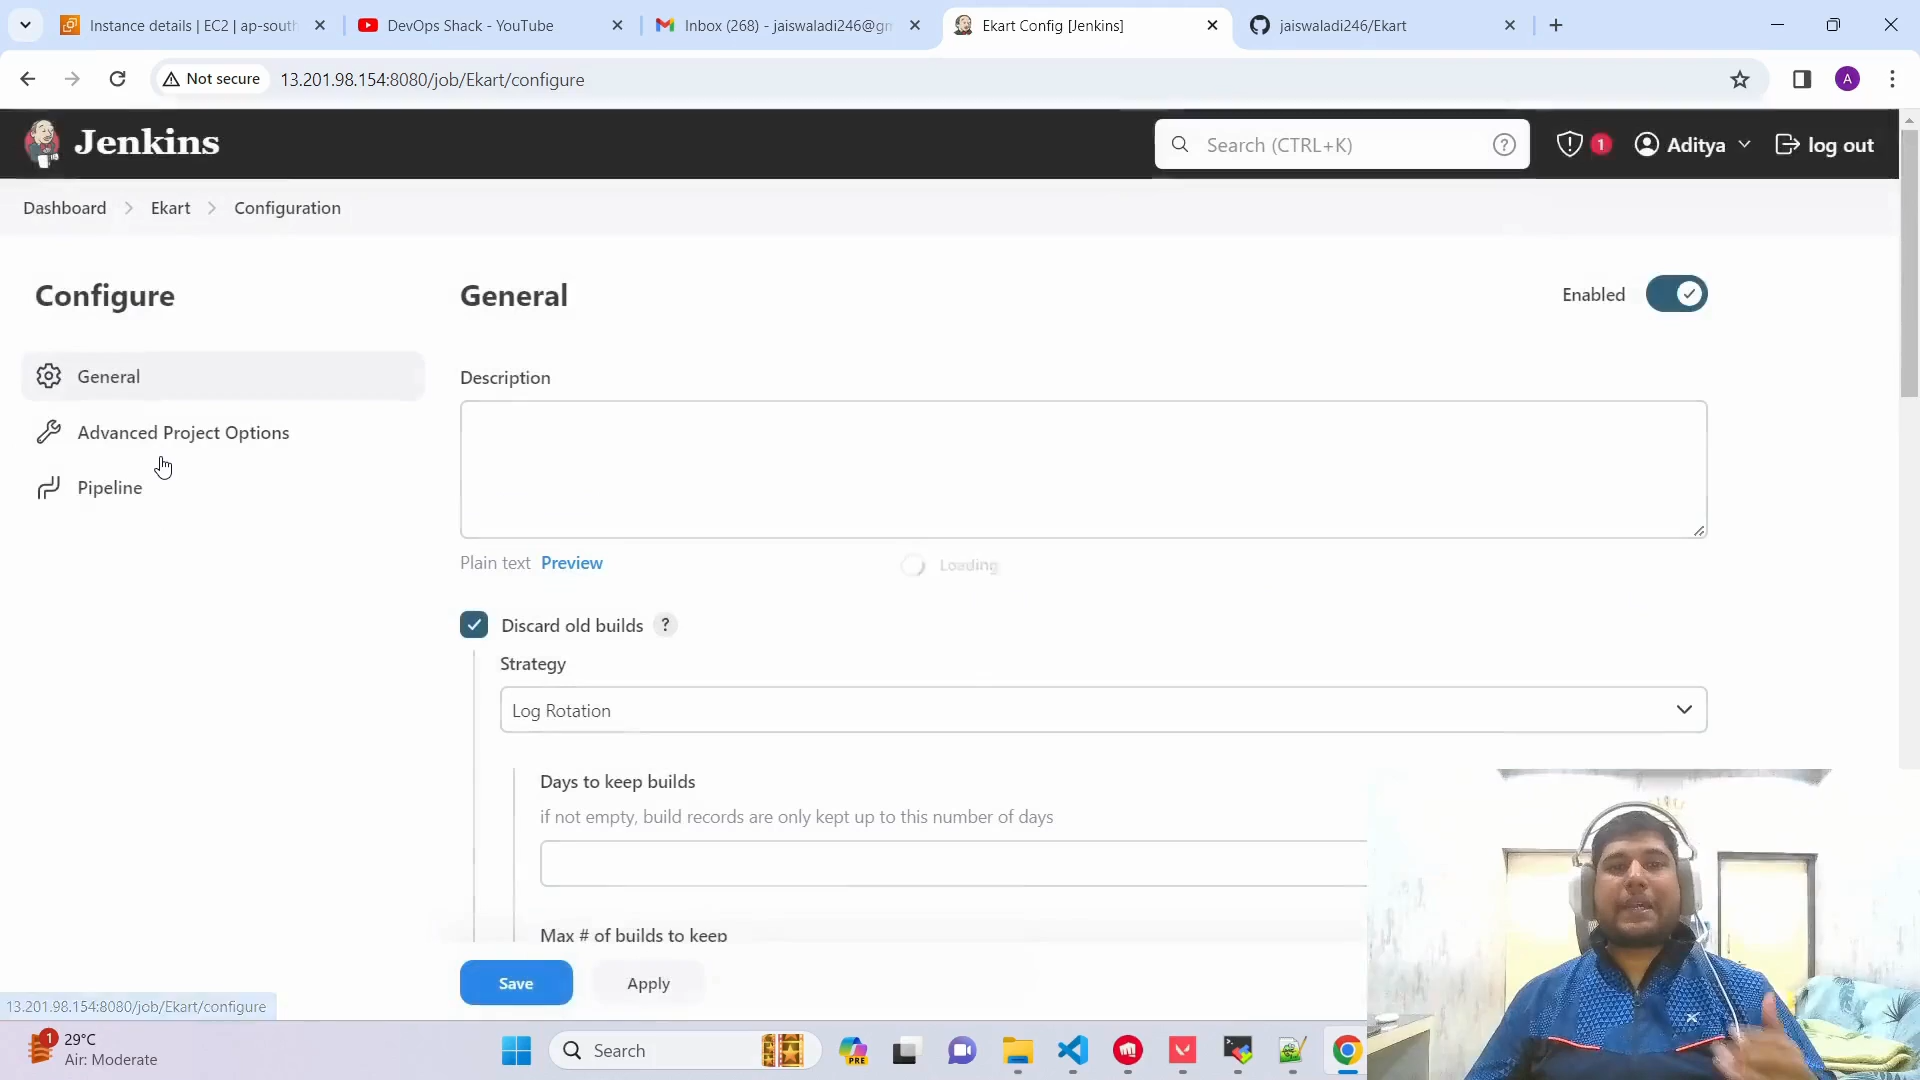 Instance details | EC2 | ap-south
DevOps Shack - YouTube
Inbox (268) - jaiswaladi246@gm
Ekart Config [Jenkins]
jaiswaladi246/Ekart
Not secure
13.201.98.154:8080/job/Ekart/configure
A
Jenkins
Search (CTRL+K)
?
1
Aditya
log out
Dashboard
Ekart
Configuration
Configure
General
Enabled
General
Description
Advanced Project Options
Pipeline
Plain text Preview
Loading
Discard old builds ?
Strategy
Log Rotation
Days to keep builds
if not empty, build records are only kept up to this number of days
Max # of builds to keep
Save
Apply
13.201.98.154:8080/job/Ekart/configure
1
29°C
Air: Moderate
Search
PRE